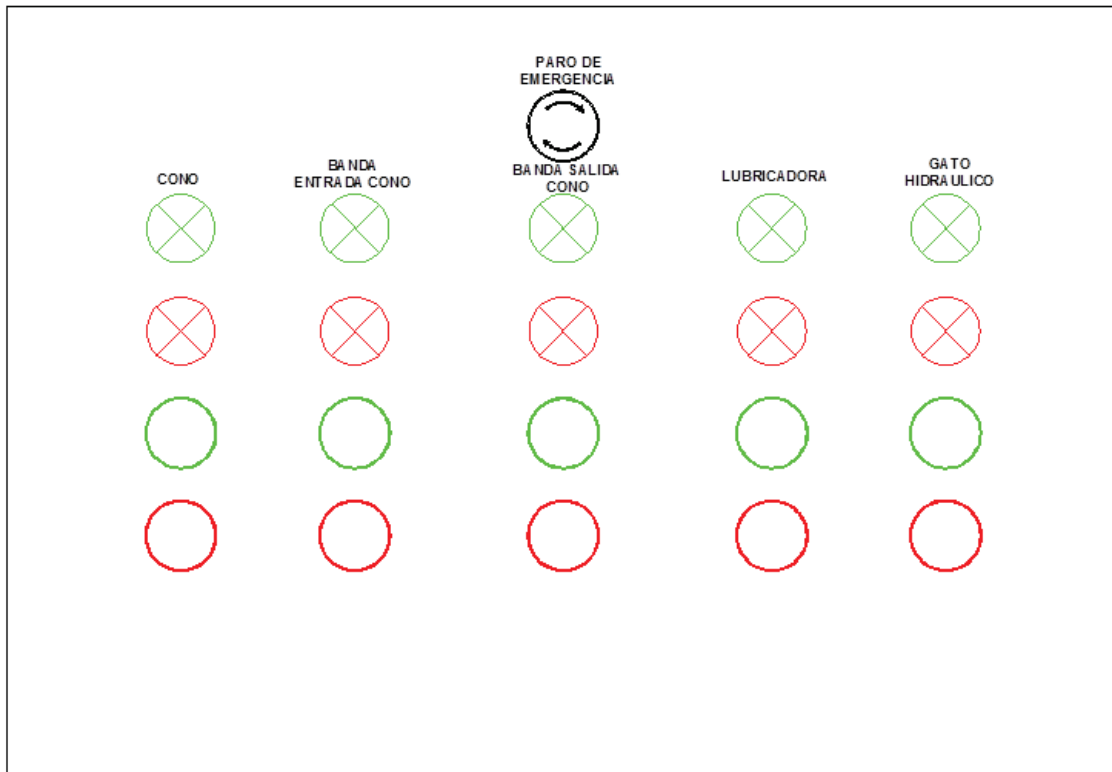 PARO DE
EMERGENCIA
CONO
BANDA
ENTRADA CONO
BANDA SALIDA
CONO
LUBRICADORA
GATO
HIDRAULICO